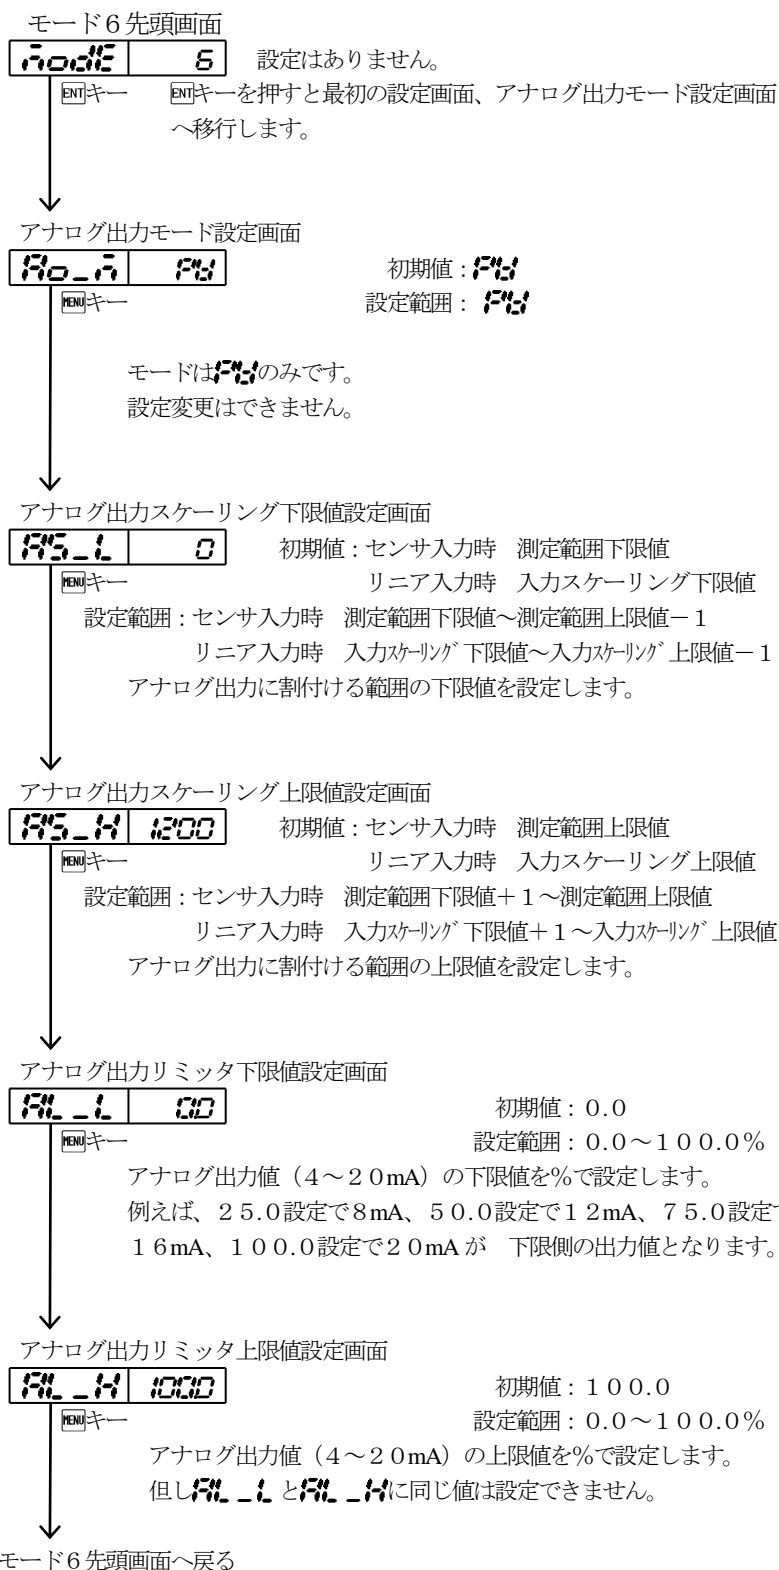 モード６先頭画面
modE 6 設定はありません。
ENTキー ENTキーを押すと最初の設定画面、アナログ出力モード設定画面
へ移行します。
アナログ出力モード設定画面
Ao_m PV 初期値：PV
MENUキー 設定範囲：PV
モードはPVのみです。
設定変更はできません。
アナログ出力スケーリング下限値設定画面
AS_L 0 初期値：センサ入力時 測定範囲下限値
MENUキー リニア入力時 入力スケーリング下限値
設定範囲：センサ入力時 測定範囲下限値～測定範囲上限値－１
リニア入力時 入力ｽｹｰﾘﾝｸﾞ下限値～入力ｽｹｰﾘﾝｸﾞ上限値－１
アナログ出力に割付ける範囲の下限値を設定します。
アナログ出力スケーリング上限値設定画面
AS_H 1200 初期値：センサ入力時 測定範囲上限値
MENUキー リニア入力時 入力スケーリング上限値
設定範囲：センサ入力時 測定範囲下限値＋１～測定範囲上限値
リニア入力時 入力ｽｹｰﾘﾝｸﾞ下限値＋１～入力ｽｹｰﾘﾝｸﾞ上限値
アナログ出力に割付ける範囲の上限値を設定します。
アナログ出力リミッタ下限値設定画面
AL_L 0.0 初期値：０.０
MENUキー 設定範囲：０.０～１００.０％
アナログ出力値（４～２０mA）の下限値を％で設定します。
例えば、２５.０設定で８mA、５０.０設定で１２mA、７５.０設定で
１６mA、１００.０設定で２０mAが 下限側の出力値となります。
アナログ出力リミッタ上限値設定画面
AL_H 100.0 初期値：１００.０
MENUキー 設定範囲：０.０～１００.０％
アナログ出力値（４～２０mA）の上限値を％で設定します。
但しAL_LとAL_Hに同じ値は設定できません。
モード６先頭画面へ戻る